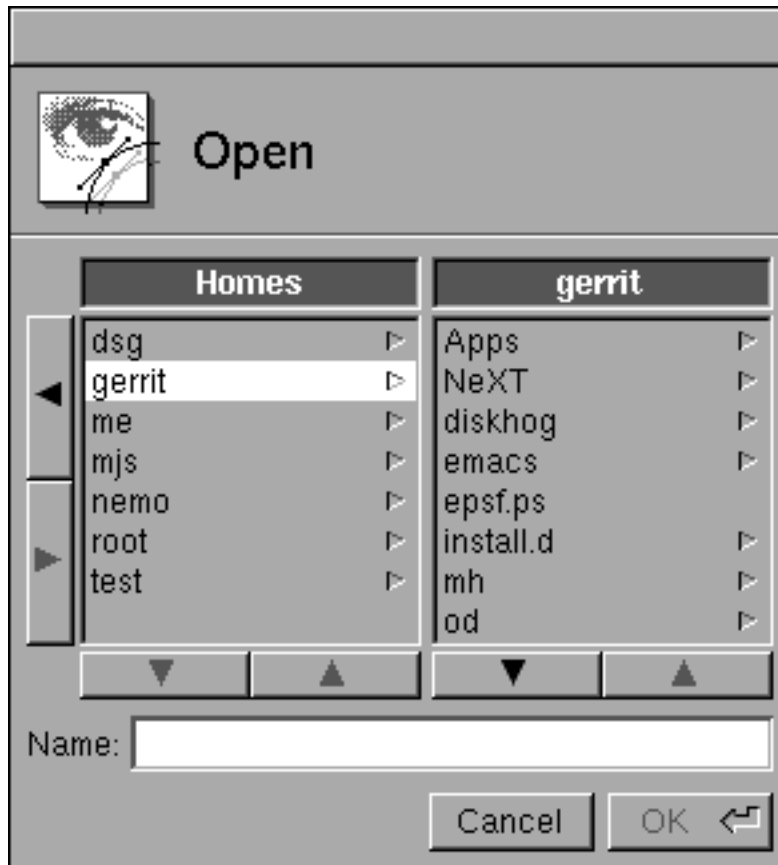 Open
Homes
gerrit
dsg
gerrit
me
mjs
nemo
root
test
Apps
NeXT
diskhog
emacs
epsf.ps
install.d
mh
od
Name:
Cancel
OK